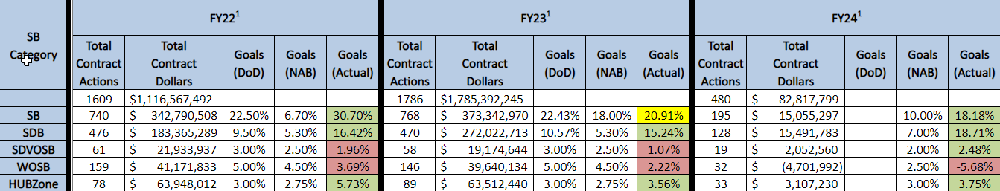 FY22¹ FY23¹ FY24¹
SB Category Total Contract Actions Total Contract Dollars Goals (DoD) Goals (NAB) Goals (Actual) Total Contract Actions Total Contract Dollars Goals (DoD) Goals (NAB) Goals (Actual) Total Contract Actions Total Contract Dollars Goals (DoD) Goals (NAB) Goals (Actual)
1609 $1,116,567,492 1786 $1,785,392,245 480 $ 82,817,799
SB 740 $ 342,790,508 22.50% 6.70% 30.70% 768 $ 373,342,970 22.43% 18.00% 20.91% 195 $ 15,055,297 10.00% 18.18%
SDB 476 $ 183,365,289 9.50% 5.30% 16.42% 470 $ 272,022,713 10.57% 5.30% 15.24% 128 $ 15,491,783 7.00% 18.71%
SDVOSB 61 $ 21,933,937 3.00% 2.50% 1.96% 58 $ 19,174,644 3.00% 2.50% 1.07% 19 $ 2,052,560 2.00% 2.48%
WOSB 159 $ 41,171,833 5.00% 4.50% 3.69% 146 $ 39,640,134 5.00% 4.50% 2.22% 32 $ (4,701,992) 2.50% -5.68%
HUBZone 78 $ 63,948,012 3.00% 2.75% 5.73% 89 $ 63,512,440 3.00% 2.75% 3.56% 33 $ 3,107,230 3.00% 3.75%